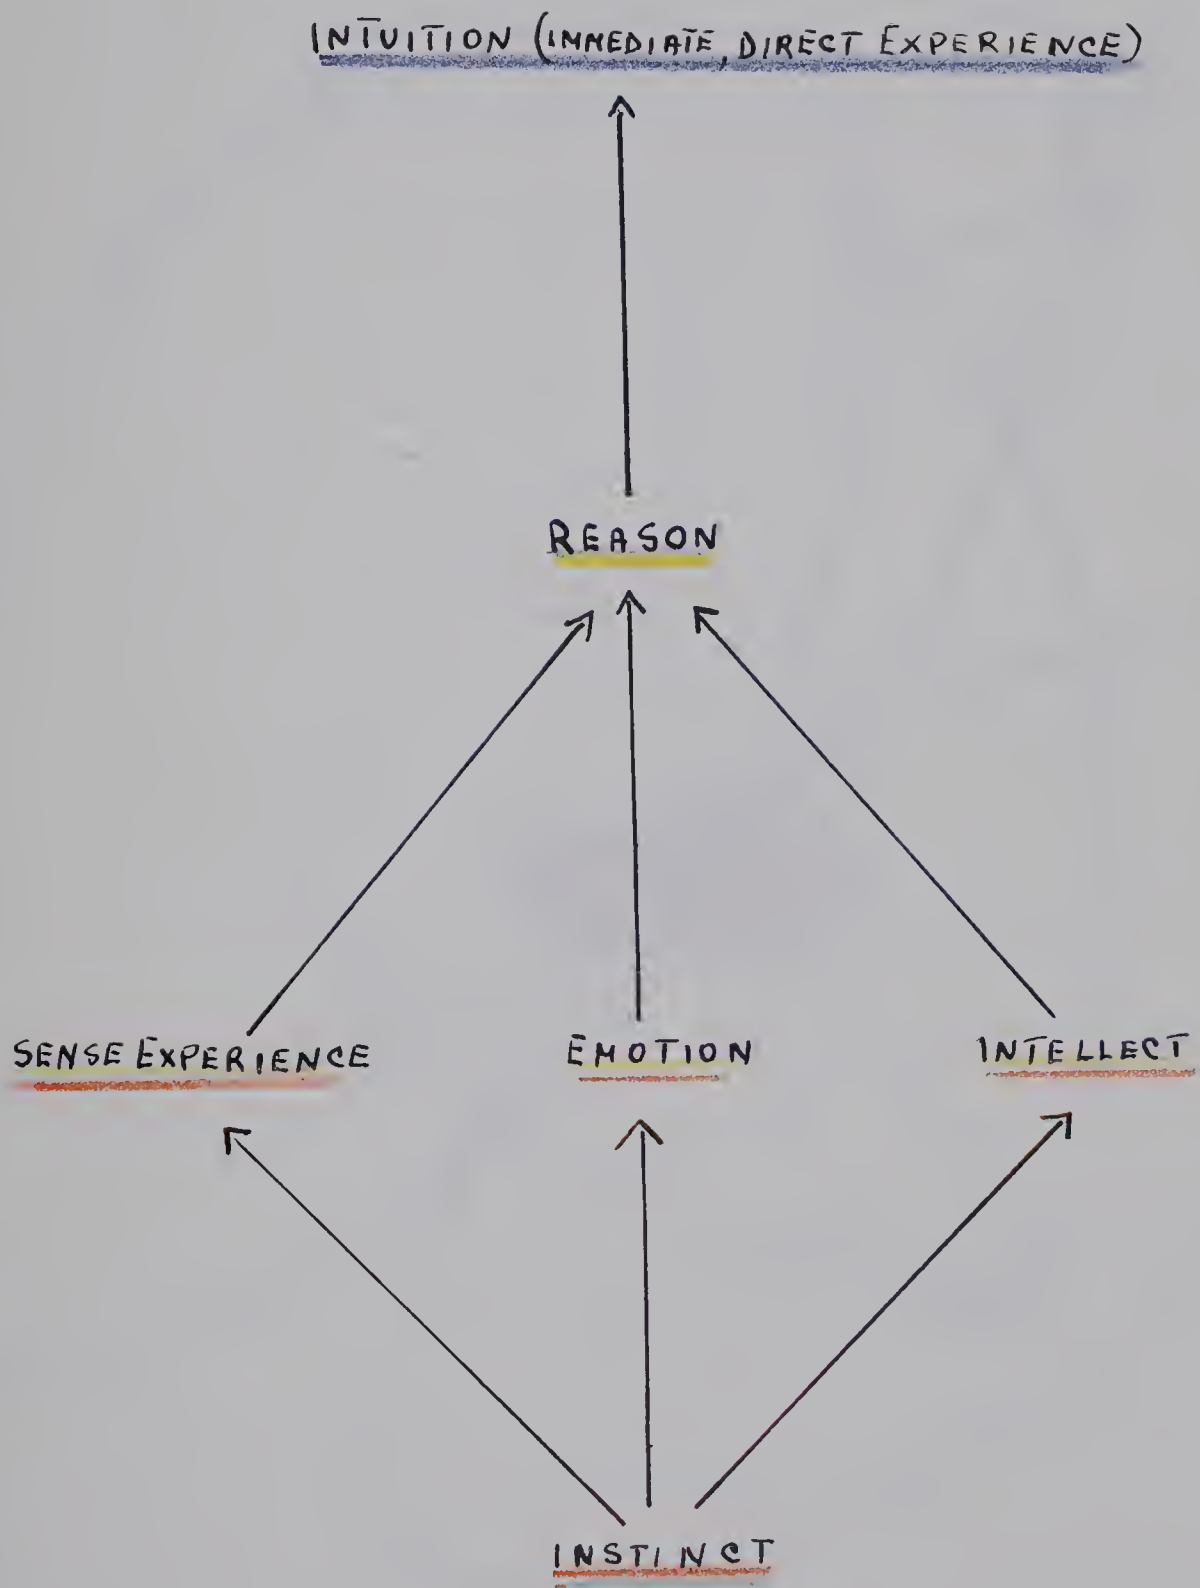 INTUITION (IMMEDIATE, DIRECT EXPERIENCE)
REASON
SENSE EXPERIENCE EMOTION INTELLECT
INSTINCT